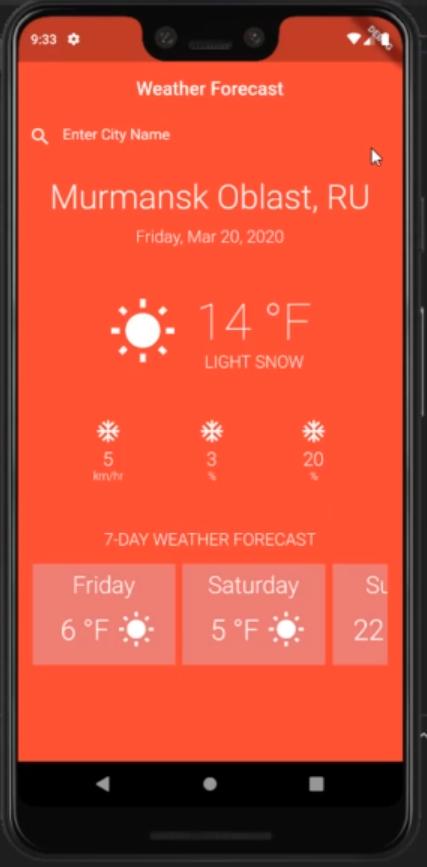 9:33
DEBUG
Weather Forecast
Enter City Name
Murmansk Oblast, RU
Friday, Mar 20, 2020
14 °F
LIGHT SNOW
5 3 20
km/hr % %
7-DAY WEATHER FORECAST
Friday Saturday Su
6 °F 5 °F 22